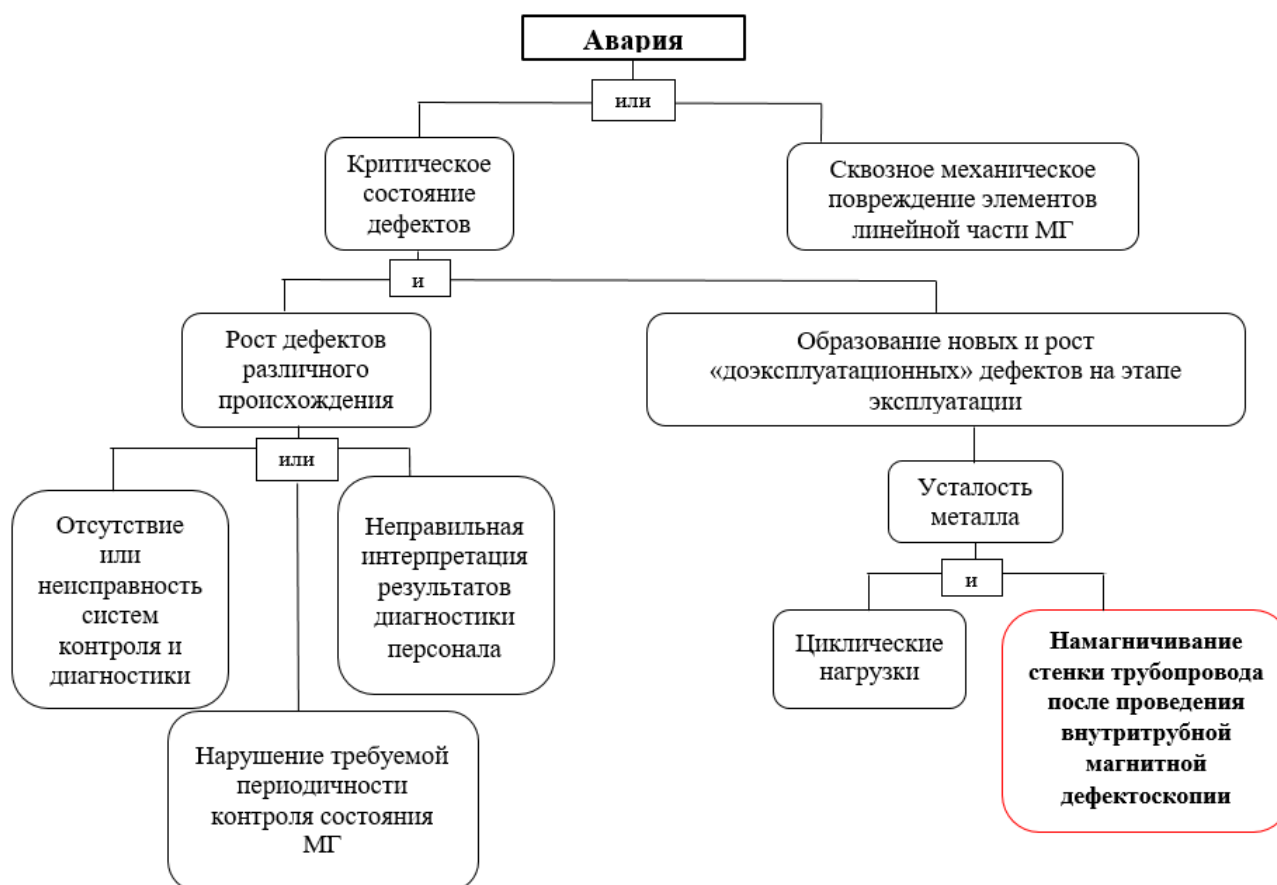 Авария
или
Критическое
состояние
дефектов
Сквозное механическое
повреждение элементов
линейной части МГ
и
Рост дефектов
различного
происхождения
Образование новых и рост
«доэксплуатационных» дефектов на этапе
эксплуатации
или
Усталость
металла
Отсутствие
или
неисправность
систем
контроля и
диагностики
Неправильная
интерпретация
результатов
диагностики
персонала
и
Циклические
нагрузки
Намагничивание
стенки трубопровода
после проведения
внутритрубной
магнитной
дефектоскопии
Нарушение требуемой
периодичности
контроля состояния
МГ